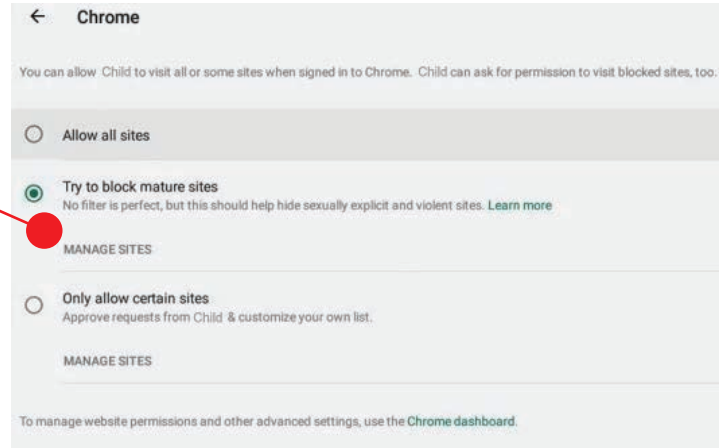 Chrome
You can allow Child to visit all or some sites when signed in to Chrome. Child can ask for permission to visit blocked sites, too.
Allow all sites
Try to block mature sites
No filter is perfect, but this should help hide sexually explicit and violent sites. Learn more
MANAGE SITES
Only allow certain sites
Approve requests from Child & customize your own list.
MANAGE SITES
To manage website permissions and other advanced settings, use the Chrome dashboard.